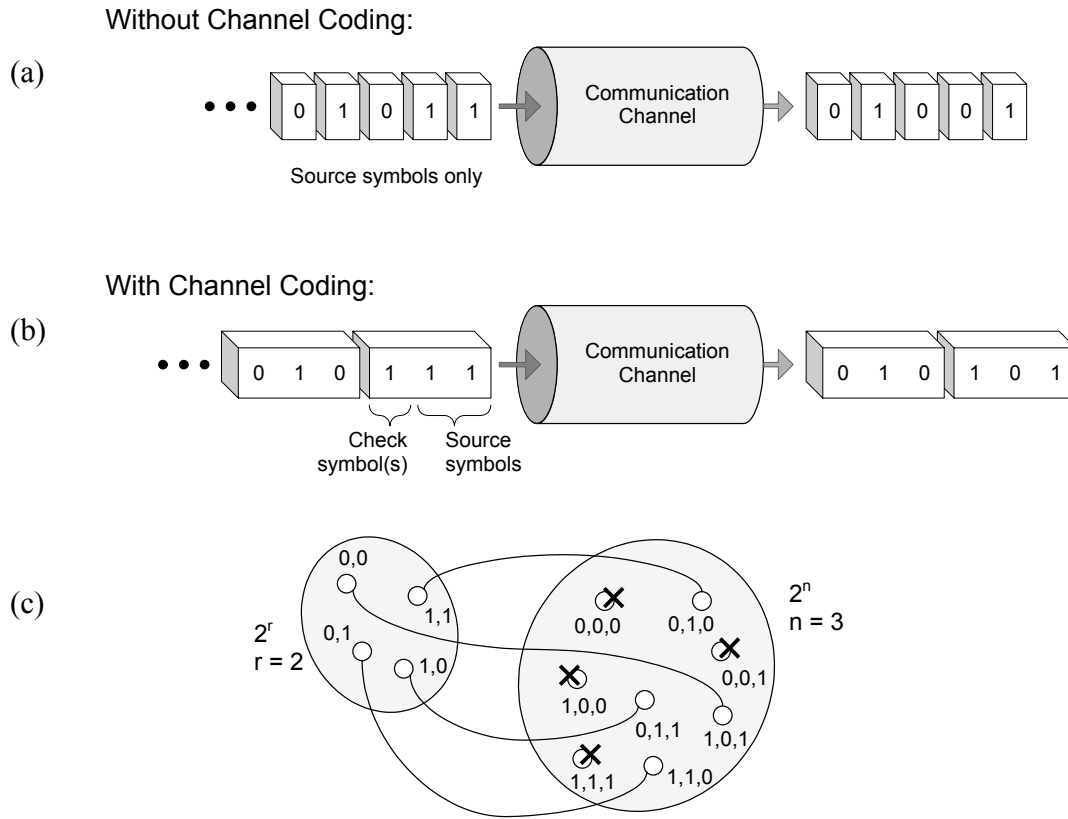 Without Channel Coding:
(a)
0 1 0 1 1
Communication
Channel
0 1 0 0 1
Source symbols only
With Channel Coding:
(b)
0 1 0 1 1 1
Communication
Channel
0 1 0 1 0 1
Check
symbol(s)
Source
symbols
(c)
0,0
1,1
0,1
1,0
2^r
r = 2
0,0,0
0,1,0
0,0,1
1,0,0
0,1,1
1,0,1
1,1,1
1,1,0
2^n
n = 3